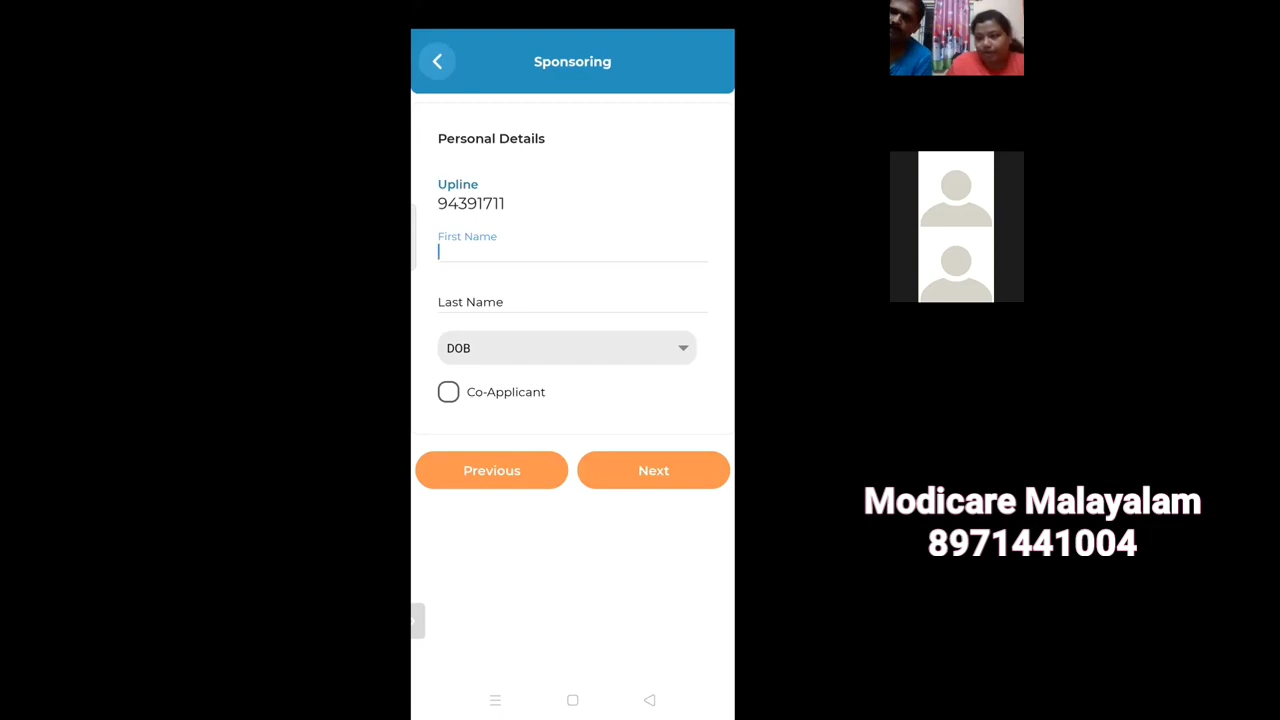 Sponsoring
Personal Details
Upline
94391711
First Name
Last Name
DOB
Co-Applicant
Previous
Next
Modicare Malayalam
8971441004